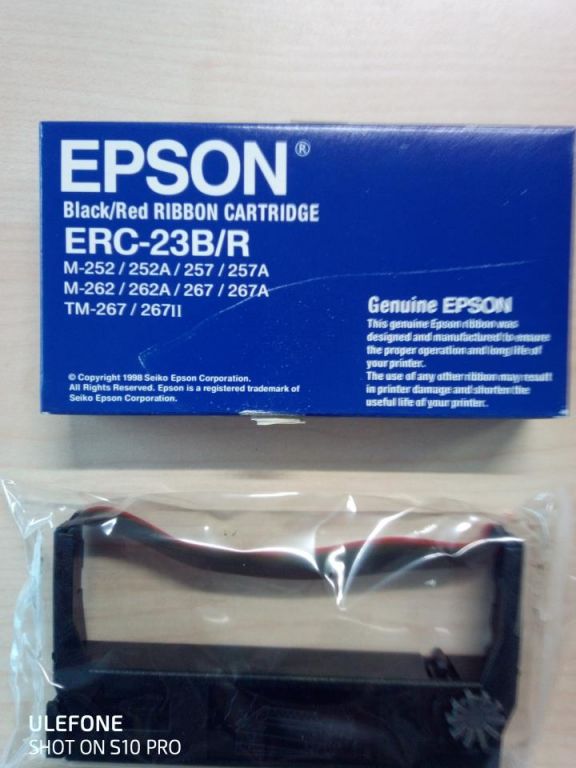 EPSON®
Black/Red RIBBON CARTRIDGE
ERC-23B/R
M-252 / 252A / 257 / 257A
M-262 / 262A / 267 / 267A
TM-267 / 267II
Genuine EPSON
This genuine Epson ribbon was
designed and manufactured to ensure
the proper operation and long life of
your printer.
The use of any other ribbon may result
in printer damage and shorten the
useful life of your printer.
© Copyright 1998 Seiko Epson Corporation.
All Rights Reserved. Epson is a registered trademark of
Seiko Epson Corporation.
ULEFONE
SHOT ON S10 PRO